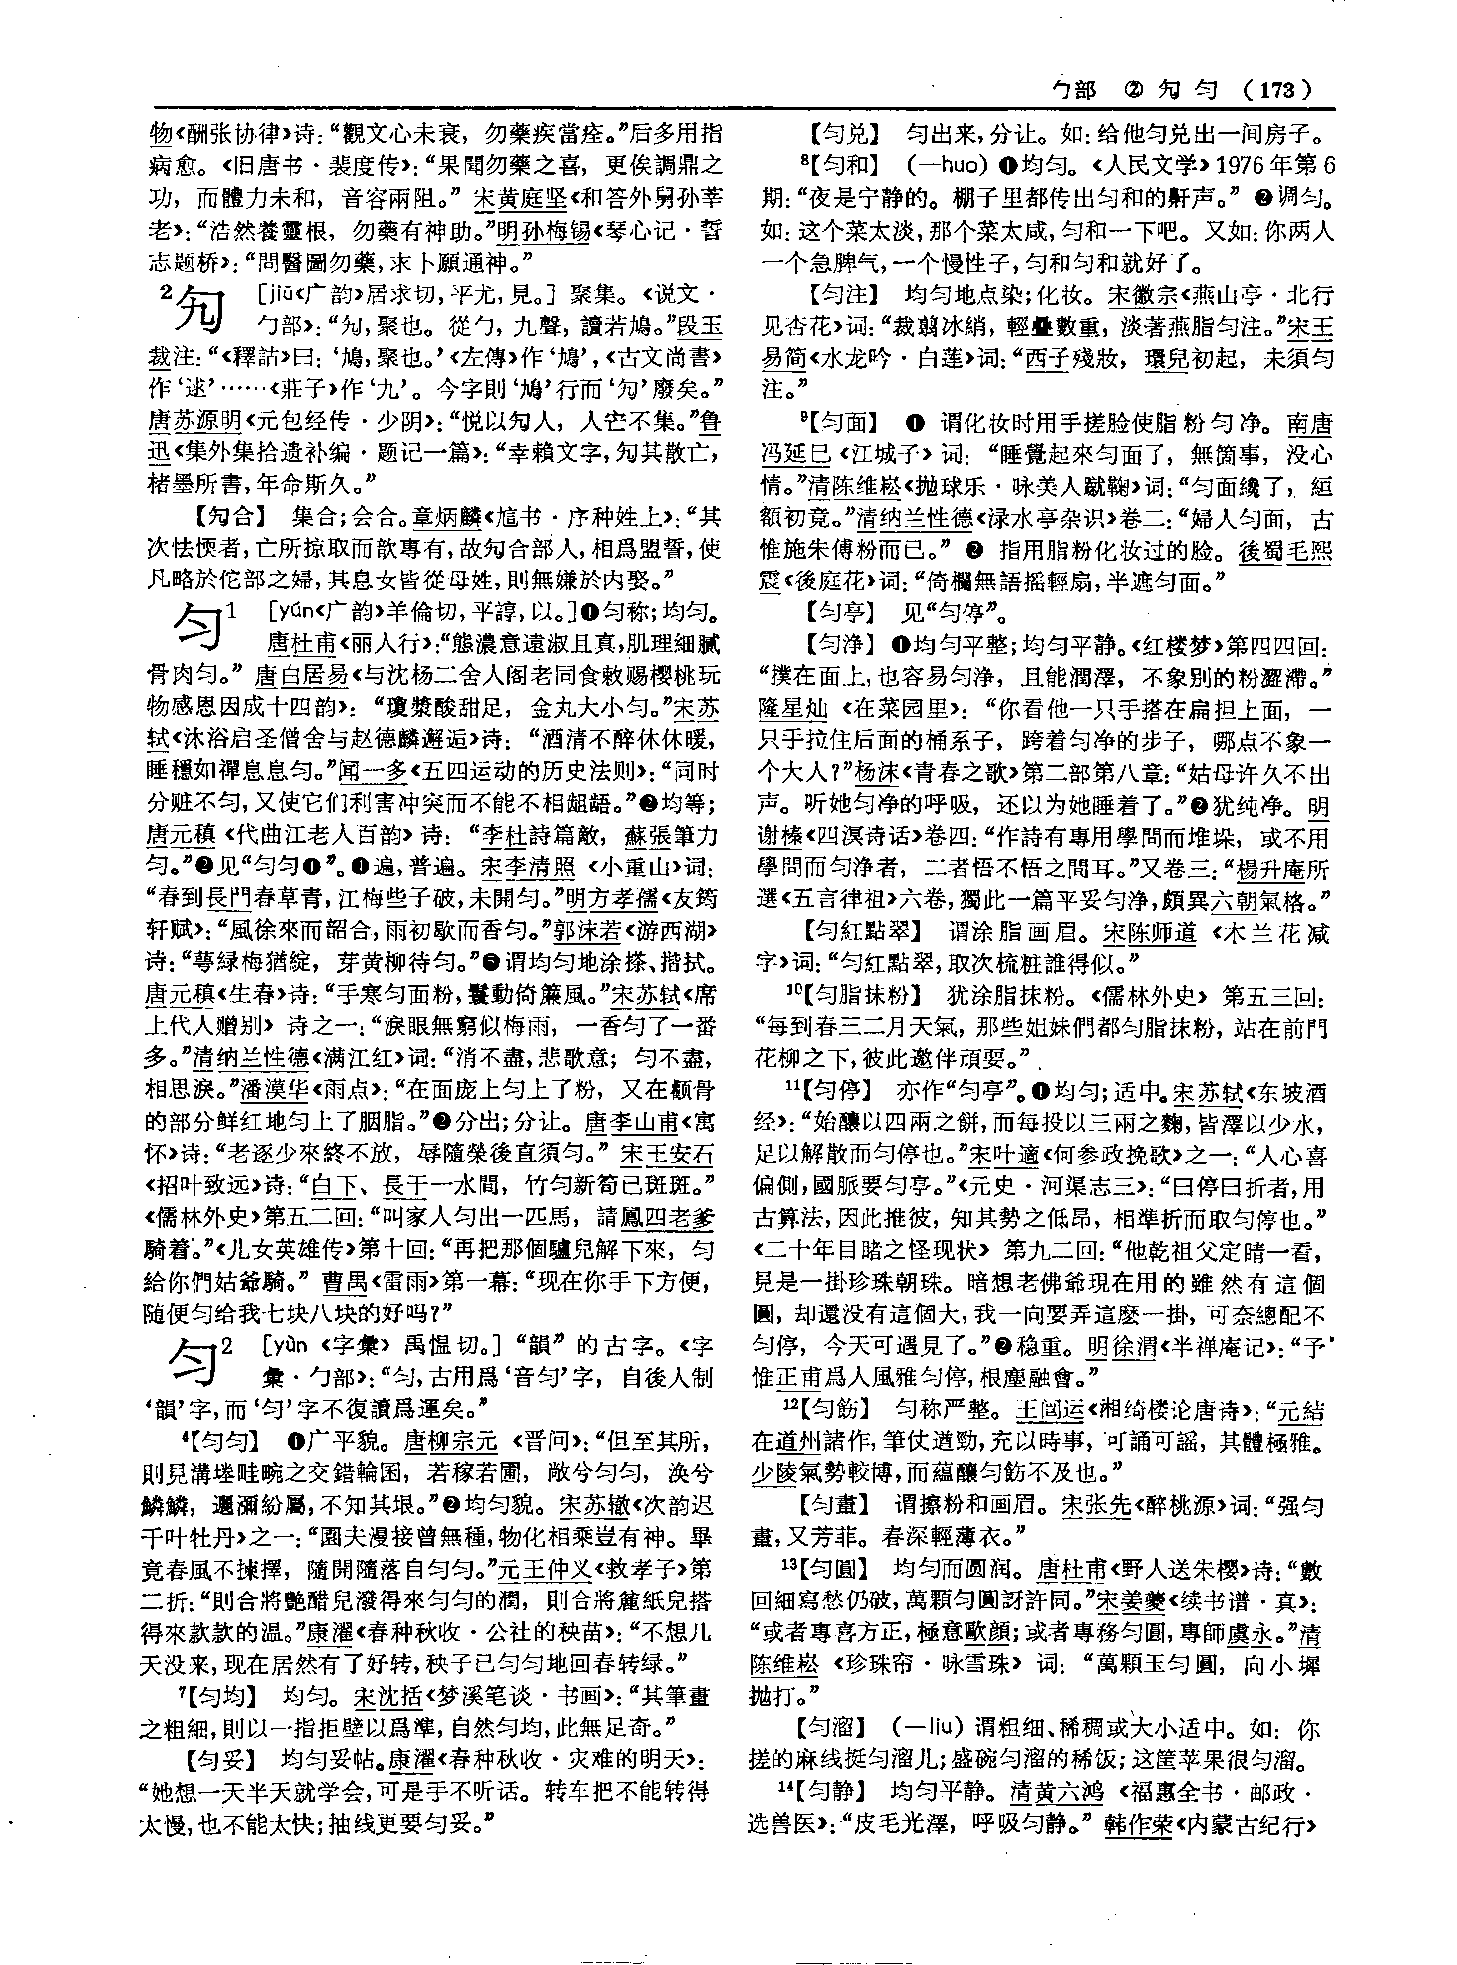 勹部 ② 勼 匀 (173)
物《酬张协律》诗：“觀文心未衰，勿藥疾當痊。”后多用指
病愈。《旧唐书·裴度传》：“果聞勿藥之喜，更俟調鼎之
功，而體力未和，音容兩阻。”宋黄庭坚《和答外舅孙莘
老》：“浩然養靈根，勿藥有神助。”明孙梅锡《琴心记·誓
志题桥》：“問醫圖勿藥，求卜願通神。”
2勼 [jiū《广韵》居求切，平尤，見。] 聚集。《说文·
勹部》：“勼，聚也。從勹，九聲，讀若鳩。”段玉
裁注：“《釋詁》曰：‘鳩，聚也。’《左傳》作‘鳩’，《古文尚書》
作‘逑’……《莊子》作‘九’。今字則‘鳩’行而‘勼’廢矣。”
唐苏源明《元包经传·少阴》：“悦以勼人，人亡不集。”鲁
迅《集外集拾遗补编·题记一篇》：“幸賴文字，勼其散亡，
楮墨所書，年命斯久。”
【勼合】 集合；会合。章炳麟《訄书·序种姓上》：“其
次怯懦者，亡所掠取而歆專有，故勼合部人，相爲盟誓，使
凡略於佗部之婦，其息女皆從母姓，則無嫌於内娶。”
匀1 [yún《广韵》羊倫切，平諄，以。]❶匀称；均匀。
唐杜甫《丽人行》：“態濃意遠淑且真，肌理細膩
骨肉匀。”唐白居易《与沈杨二舍人阁老同食敕赐樱桃玩
物感恩因成十四韵》：“瓊漿酸甜足，金丸大小匀。”宋苏
轼《沐浴启圣僧舍与赵德麟邂逅》诗：“酒清不醉休休暖，
睡穩如禪息息匀。”闻一多《五四运动的历史法则》：“同时
分赃不匀，又使它们利害冲突而不能不相龃龉。”❷均等；
唐元稹《代曲江老人百韵》诗：“李杜詩篇敵，蘇張筆力
匀。”❸见“匀匀❶”。❹遍，普遍。宋李清照《小重山》词：
“春到長門春草青，江梅些子破，未開匀。”明方孝孺《友筠
轩赋》：“風徐來而韶合，雨初歇而香匀。”郭沫若《游西湖》
诗：“萼緑梅猶綻，芽黄柳待匀。”❺谓均匀地涂搽、揩拭。
唐元稹《生春》诗：“手寒匀面粉，鬟動倚簾風。”宋苏轼《席
上代人赠别》诗之一：“淚眼無窮似梅雨，一香匀了一番
多。”清纳兰性德《满江红》词：“消不盡，悲歌意；匀不盡，
相思淚。”潘漠华《雨点》：“在面庞上匀上了粉，又在颧骨
的部分鲜红地匀上了胭脂。”❻分出；分让。唐李山甫《寓
怀》诗：“老逐少來終不放，辱隨榮後直須匀。”宋王安石
《招叶致远》诗：“白下、長干一水間，竹匀新筍已斑斑。”
《儒林外史》第五二回：“叫家人匀出一匹馬，請鳳四老爹
騎着。”《儿女英雄传》第十回：“再把那個驢兒解下來，匀
給你們姑爺騎。”曹禺《雷雨》第一幕：“现在你手下方便，
随便匀给我七块八块的好吗？”
匀2 [yùn《字彙》禹愠切。]“韻”的古字。《字
彙·勹部》：“匀，古用爲‘音匀’字，自後人制
‘韻’字，而‘匀’字不復讀爲運矣。”
4【匀匀】 ❶广平貌。唐柳宗元《晋问》：“但至其所，
則見溝塍畦畹之交錯輪囷，若稼若圃，敞兮匀匀，涣兮
鱗鱗，邐瀰紛屬，不知其垠。”❷均匀貌。宋苏辙《次韵迟
千叶牡丹》之一：“園夫漫接曾無種，物化相乘豈有神。畢
竟春風不揀擇，隨開隨落自匀匀。”元王仲文《救孝子》第
二折：“則合將艷醋兒潑得來匀匀的潤，則合將麄紙兒搭
得來款款的温。”康濯《春种秋收·公社的秧苗》：“不想几
天没来，现在居然有了好转，秧子已匀匀地回春转绿。”
7【匀均】 均匀。宋沈括《梦溪笔谈·书画》：“其筆畫
之粗細，則以一指拒壁以爲準，自然匀均，此無足奇。”
【匀妥】 均匀妥帖。康濯《春种秋收·灾难的明天》：
“她想一天半天就学会，可是手不听话。转车把不能转得
太慢，也不能太快；抽线更要匀妥。”
【匀兑】 匀出来，分让。如：给他匀兑出一间房子。
8【匀和】 (—huo)❶均匀。《人民文学》1976年第6
期：“夜是宁静的。棚子里都传出匀和的鼾声。”❷调匀。
如：这个菜太淡，那个菜太咸，匀和一下吧。又如：你两人
一个急脾气，一个慢性子，匀和匀和就好了。
【匀注】 均匀地点染；化妆。宋徽宗《燕山亭·北行
见杏花》词：“裁翦冰綃，輕疊數重，淡著燕脂匀注。”宋王
易简《水龙吟·白莲》词：“西子殘妝，環兒初起，未須匀
注。”
9【匀面】 ❶ 谓化妆时用手搓脸使脂粉匀净。南唐
冯延巳《江城子》词：“睡覺起來匀面了，無箇事，没心
情。”清陈维崧《抛球乐·咏美人蹴鞠》词：“匀面纔了，縆
額初竟。”清纳兰性德《渌水亭杂识》卷二：“婦人匀面，古
惟施朱傅粉而已。”❷ 指用脂粉化妆过的脸。後蜀毛熙
震《後庭花》词：“倚欄無語摇輕扇，半遮匀面。”
【匀亭】 见“匀停”。
【匀净】 ❶均匀平整；均匀平静。《红楼梦》第四四回：
“撲在面上，也容易匀净，且能潤澤，不象别的粉澀滯。”
隆星灿《在菜园里》：“你看他一只手搭在扁担上面，一
只手拉住后面的桶系子，跨着匀净的步子，哪点不象一
个大人？”杨沫《青春之歌》第二部第八章：“姑母许久不出
声。听她匀净的呼吸，还以为她睡着了。”❷犹纯净。明
谢榛《四溟诗话》卷四：“作詩有專用學問而堆垛，或不用
學問而匀净者，二者悟不悟之間耳。”又卷三：“楊升庵所
選《五言律祖》六卷，獨此一篇平妥匀净，頗異六朝氣格。”
【匀紅點翠】 谓涂脂画眉。宋陈师道《木兰花减
字》词：“匀紅點翠，取次梳粧誰得似。”
10【匀脂抹粉】 犹涂脂抹粉。《儒林外史》第五三回：
“每到春三二月天氣，那些姐妹們都匀脂抹粉，站在前門
花柳之下，彼此邀伴頑耍。”
11【匀停】 亦作“匀亭”。❶均匀；适中。宋苏轼《东坡酒
经》：“始釀以四兩之餅，而每投以三兩之麴，皆澤以少水，
足以解散而匀停也。”宋叶適《何参政挽歌》之一：“人心喜
偏側，國脈要匀亭。”《元史·河渠志三》：“曰停曰折者，用
古算法，因此推彼，知其勢之低昂，相準折而取匀停也。”
《二十年目睹之怪现状》第九二回：“他乾祖父定睛一看，
見是一掛珍珠朝珠。暗想老佛爺現在用的雖然有這個
圓，却還没有這個大，我一向要弄這麽一掛，可奈總配不
匀停，今天可遇見了。”❷稳重。明徐渭《半禅庵记》：“予
惟正甫爲人風雅匀停，根塵融會。”
12【匀飭】 匀称严整。王闿运《湘绮楼论唐诗》：“元結
在道州諸作，筆仗遒勁，充以時事，可誦可謡，其體極雅。
少陵氣勢較博，而藴釀匀飭不及也。”
【匀畫】 谓擦粉和画眉。宋张先《醉桃源》词：“强匀
畫，又芳菲。春深輕薄衣。”
13【匀圓】 均匀而圆润。唐杜甫《野人送朱樱》诗：“數
回細寫愁仍破，萬顆匀圓訝許同。”宋姜夔《续书谱·真》：
“或者專喜方正，極意歐顔；或者專務匀圓，專師虞永。”清
陈维崧《珍珠帘·咏雪珠》词：“萬顆玉匀圓，向小墀
抛打。”
【匀溜】 (—liu) 谓粗细、稀稠或大小适中。如：你
搓的麻线挺匀溜儿；盛碗匀溜的稀饭；这筐苹果很匀溜。
14【匀静】 均匀平静。清黄六鸿《福惠全书·邮政·
选兽医》：“皮毛光澤，呼吸匀静。”韩作荣《内蒙古纪行》